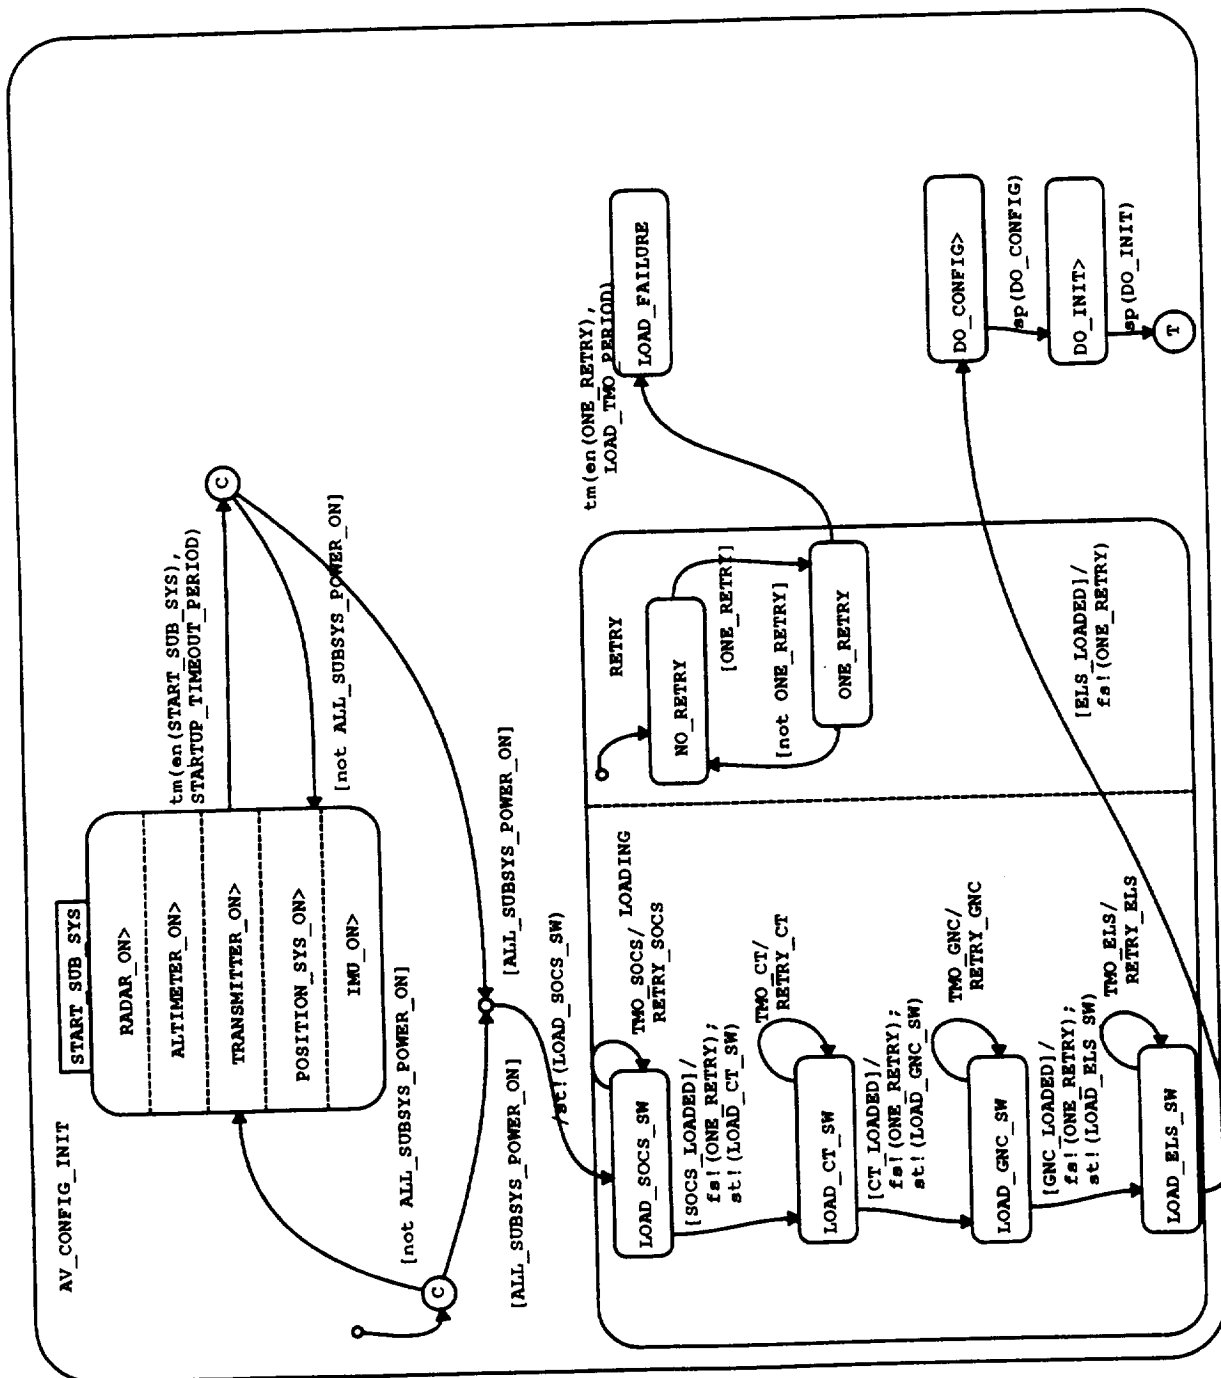 AV_CONFIG_INIT
START_SUB_SYS
RADAR_ON>
ALTIMETER_ON>
TRANSMITTER_ON>
POSITION_SYS_ON>
IMU_ON>
tm(en(START_SUB_SYS),
STARTUP_TIMEOUT_PERIOD)
C
[not ALL_SUBSYS_POWER_ON]
[not ALL_SUBSYS_POWER_ON]
C
[ALL_SUBSYS_POWER_ON]
[ALL_SUBSYS_POWER_ON]
/st!(LOAD_SOCS_SW)
LOADING
TMO_SOCS/
RETRY_SOCS
LOAD_SOCS_SW
[SOCS_LOADED]/
fs!(ONE_RETRY);
st!(LOAD_CT_SW)
TMO_CT/
RETRY_CT
LOAD_CT_SW
[CT_LOADED]/
fs!(ONE_RETRY);
st!(LOAD_GNC_SW)
TMO_GNC/
RETRY_GNC
LOAD_GNC_SW
[GNC_LOADED]/
fs!(ONE_RETRY);
st!(LOAD_ELS_SW)
TMO_ELS/
RETRY_ELS
LOAD_ELS_SW
RETRY
NO_RETRY
[ONE_RETRY]
[not ONE_RETRY]
ONE_RETRY
tm(en(ONE_RETRY),
LOAD_TMO_PERIOD)
LOAD_FAILURE
[ELS_LOADED]/
fs!(ONE_RETRY)
DO_CONFIG>
sp(DO_CONFIG)
DO_INIT>
sp(DO_INIT)
T